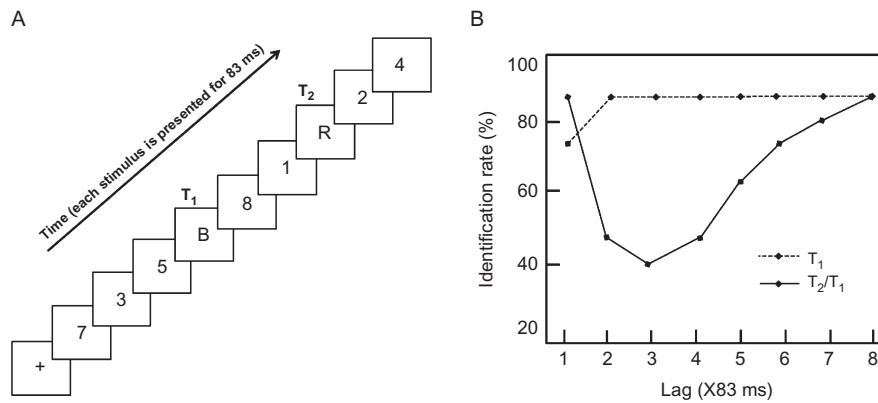 A
Time (each stimulus is presented for 83 ms)
+
7
3
5
T1
B
8
1
T2
R
2
4
B
Identification rate (%)
100
80
60
40
20
T1
T2/T1
1 2 3 4 5 6 7 8
Lag (X83 ms)